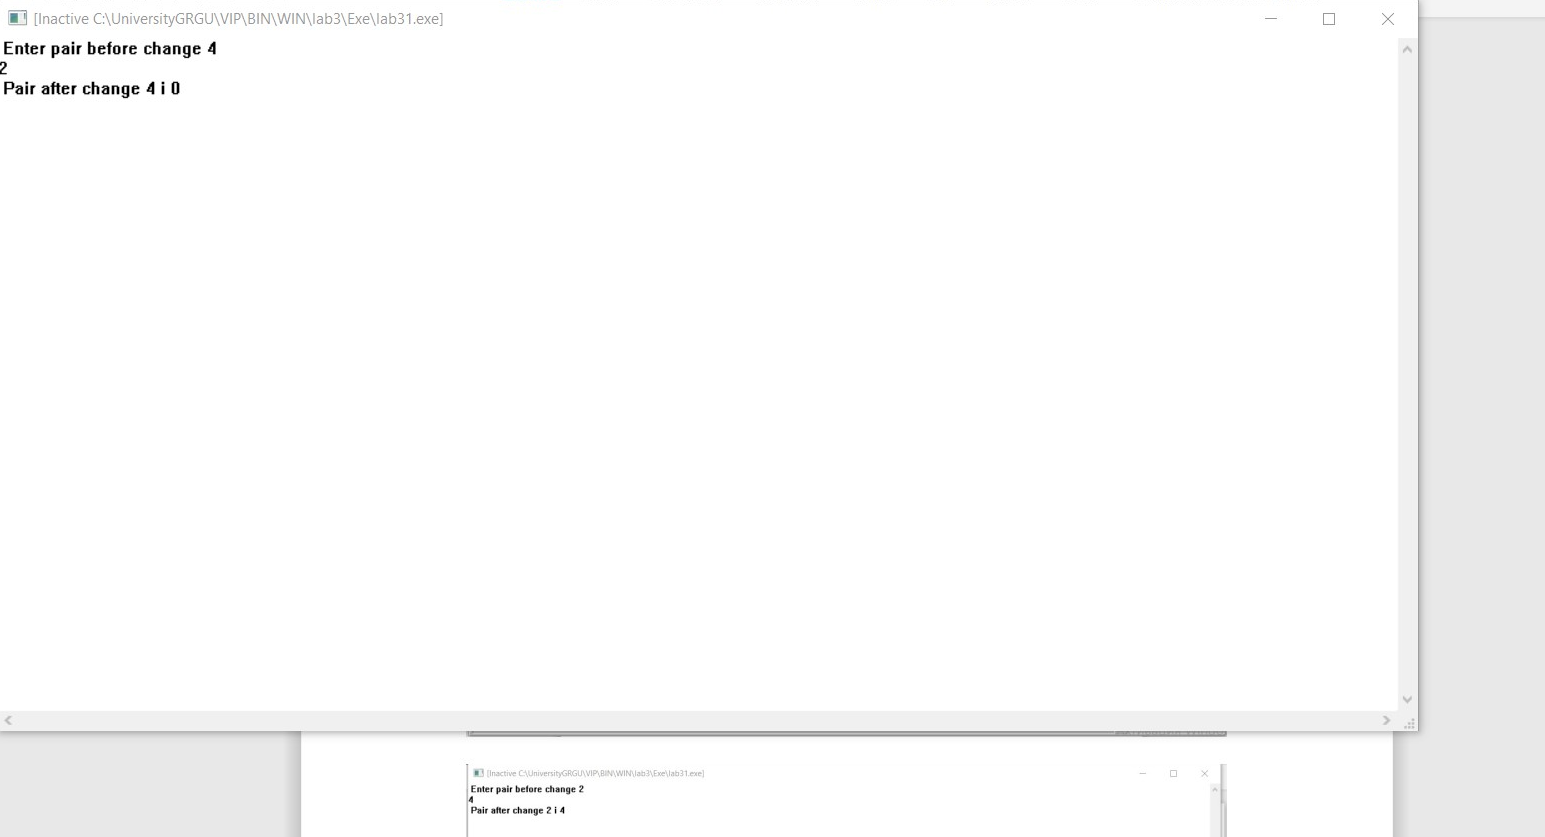 [Inactive C:\UniversityGRGU\VIP\BIN\WIN\lab3\Exe\lab31.exe]
Enter pair before change 4
2
Pair after change 4 i 0
[Inactive C:\UniversityGRGU\VIP\BIN\WIN\lab3\Exe\lab31.exe]
Enter pair before change 2
4
Pair after change 2 i 4